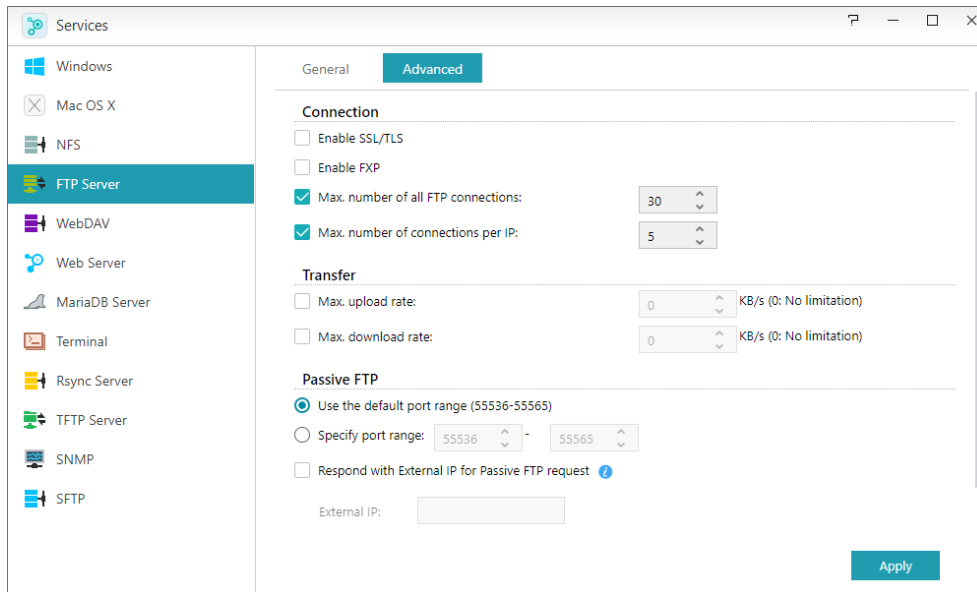 Services
Windows
Mac OS X
NFS
FTP Server
WebDAV
Web Server
MariaDB Server
Terminal
Rsync Server
TFTP Server
SNMP
SFTP
General Advanced
Connection
Enable SSL/TLS
Enable FXP
Max. number of all FTP connections: 30
Max. number of connections per IP: 5
Transfer
Max. upload rate: 0 KB/s (0: No limitation)
Max. download rate: 0 KB/s (0: No limitation)
Passive FTP
Use the default port range (55536-55565)
Specify port range: 55536 - 55565
Respond with External IP for Passive FTP request
External IP:
Apply